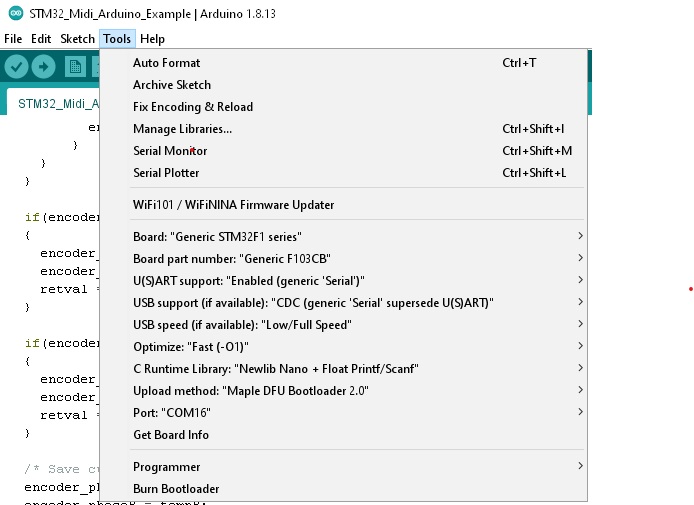 STM32_Midi_Arduino_Example | Arduino 1.8.13
File Edit Sketch Tools Help
Auto Format Ctrl+T
Archive Sketch
Fix Encoding & Reload
Manage Libraries... Ctrl+Shift+I
Serial Monitor Ctrl+Shift+M
Serial Plotter Ctrl+Shift+L
WiFi101 / WiFiNINA Firmware Updater
Board: "Generic STM32F1 series"
Board part number: "Generic F103CB"
U(S)ART support: "Enabled (generic 'Serial')"
USB support (if available): "CDC (generic 'Serial' supersede U(S)ART)"
USB speed (if available): "Low/Full Speed"
Optimize: "Fast (-O1)"
C Runtime Library: "Newlib Nano + Float Printf/Scanf"
Upload method: "Maple DFU Bootloader 2.0"
Port: "COM16"
Get Board Info
Programmer
Burn Bootloader
STM32_Midi_A
en
}
}
}
if(encoder
{
encoder_
encoder_
retval =
}
if(encoder
{
encoder_
encoder_
retval =
}
/* Save cu
encoder_ph